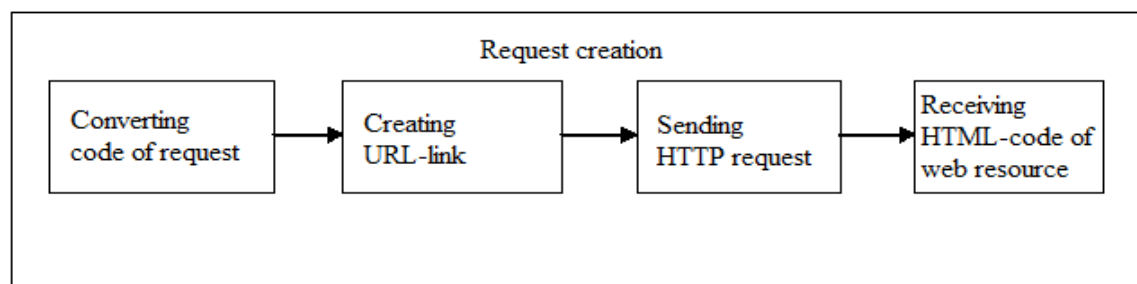 Request creation
Converting
code of request
Creating
URL-link
Sending
HTTP request
Receiving
HTML-code of
web resource